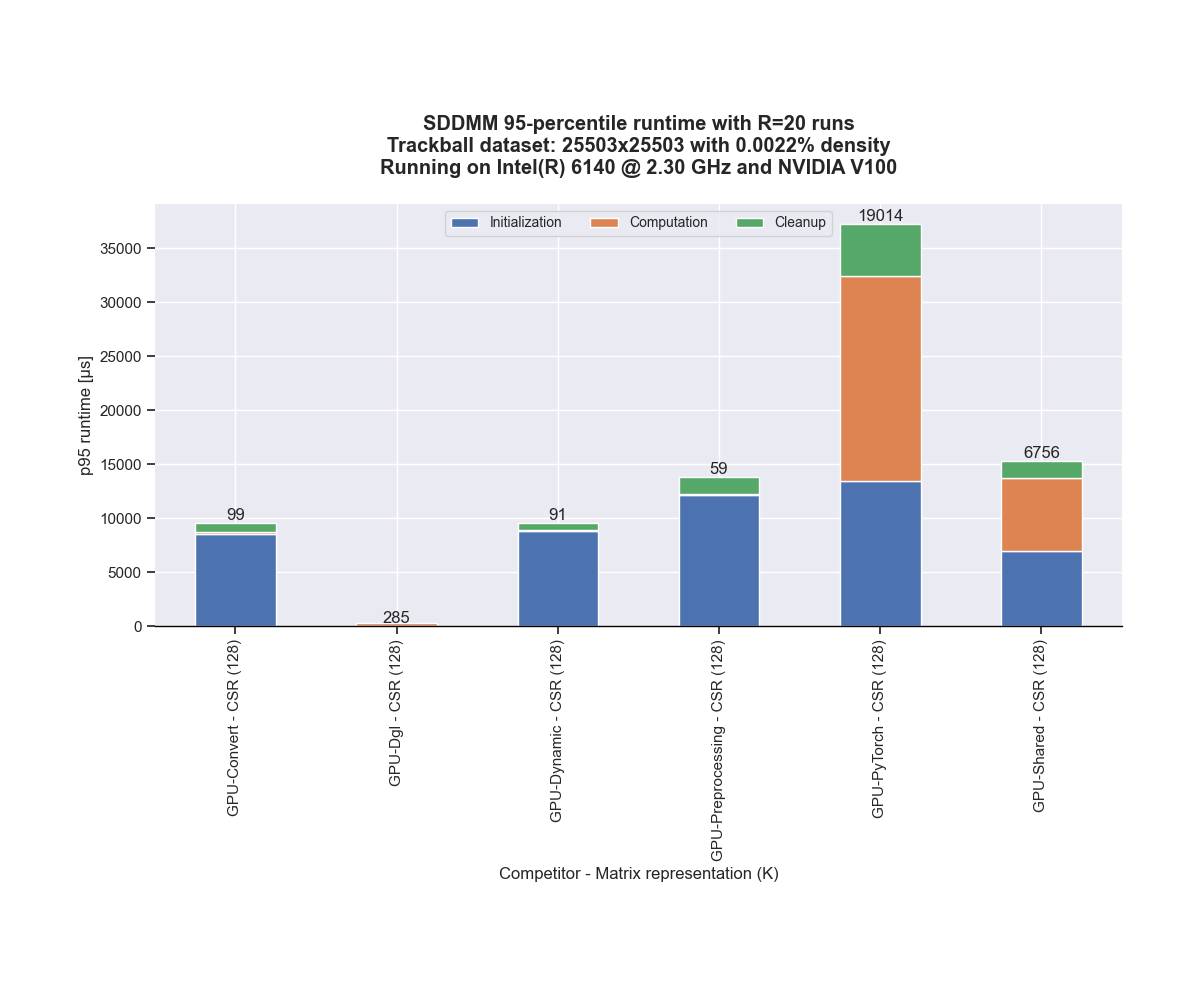 SDDMM 95-percentile runtime with R=20 runs
Trackball dataset: 25503x25503 with 0.0022% density
Running on Intel(R) 6140 @ 2.30 GHz and NVIDIA V100
Initialization
Computation
Cleanup
p95 runtime [µs]
35000
30000
25000
20000
15000
10000
5000
0
99
285
91
59
19014
6756
GPU-Convert - CSR (128)
GPU-Dgl - CSR (128)
GPU-Dynamic - CSR (128)
GPU-Preprocessing - CSR (128)
GPU-PyTorch - CSR (128)
GPU-Shared - CSR (128)
Competitor - Matrix representation (K)